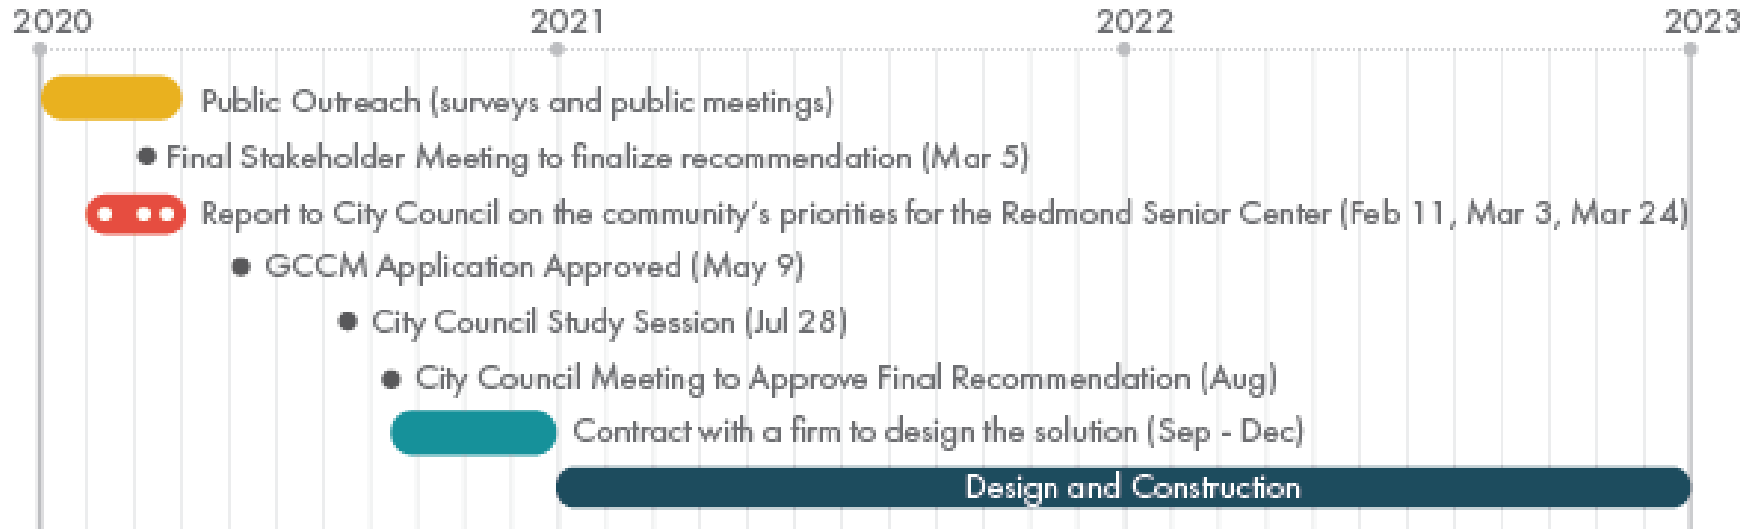 2020 2021 2022 2023
Public Outreach (surveys and public meetings)
Final Stakeholder Meeting to finalize recommendation (Mar 5)
Report to City Council on the community’s priorities for the Redmond Senior Center (Feb 11, Mar 3, Mar 24)
GCCM Application Approved (May 9)
City Council Study Session (Jul 28)
City Council Meeting to Approve Final Recommendation (Aug)
Contract with a firm to design the solution (Sep - Dec)
Design and Construction